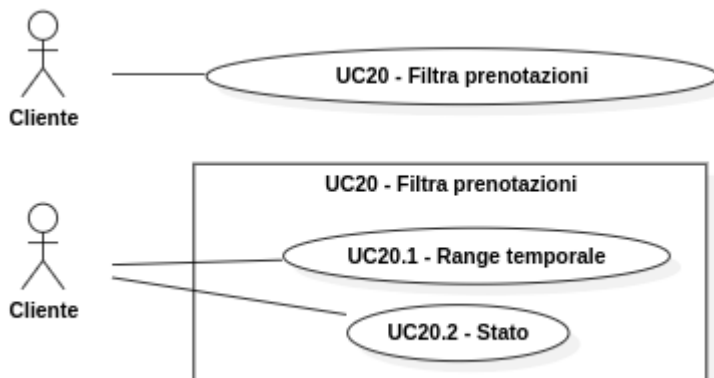 UC20 - Filtra prenotazioni
Cliente
UC20 - Filtra prenotazioni
UC20.1 - Range temporale
Cliente
UC20.2 - Stato